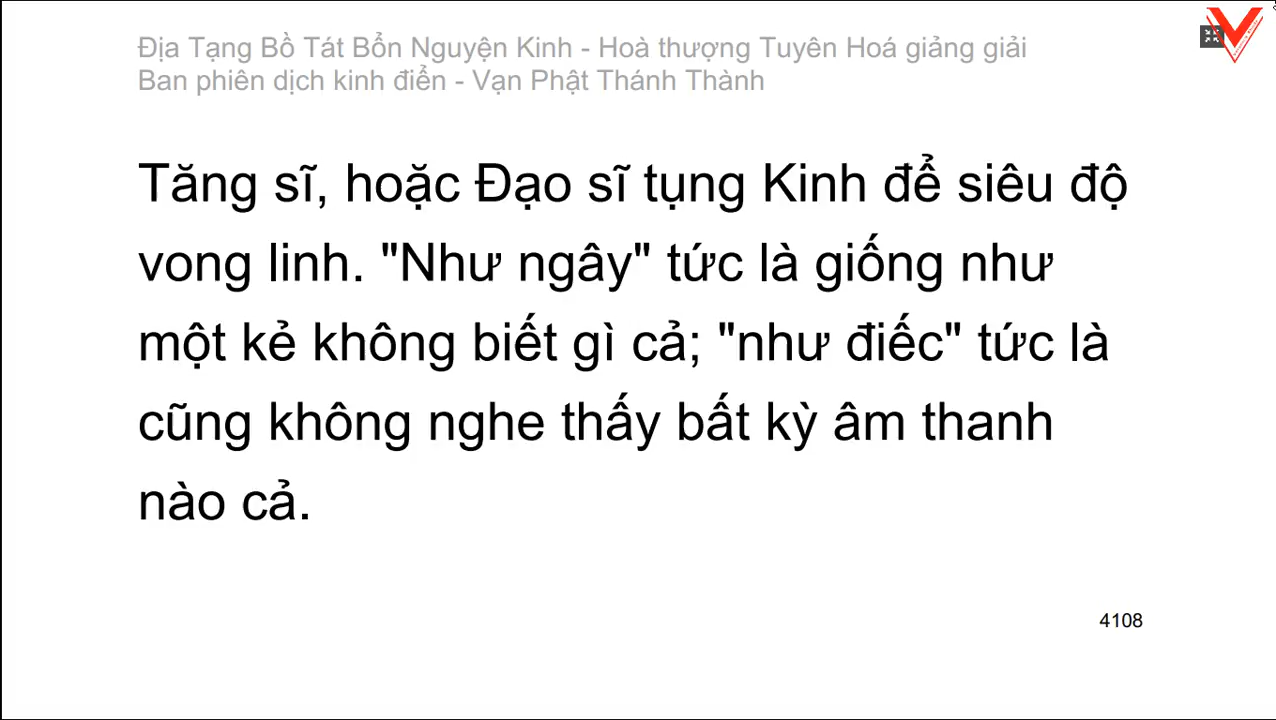 Địa Tạng Bồ Tát Bổn Nguyện Kinh - Hoà thượng Tuyên Hoá giảng giải
Ban phiên dịch kinh điển - Vạn Phật Thánh Thành
Tăng sĩ, hoặc Đạo sĩ tụng Kinh để siêu độ
vong linh. "Như ngây" tức là giống như
một kẻ không biết gì cả; "như điếc" tức là
cũng không nghe thấy bất kỳ âm thanh
nào cả.
4108